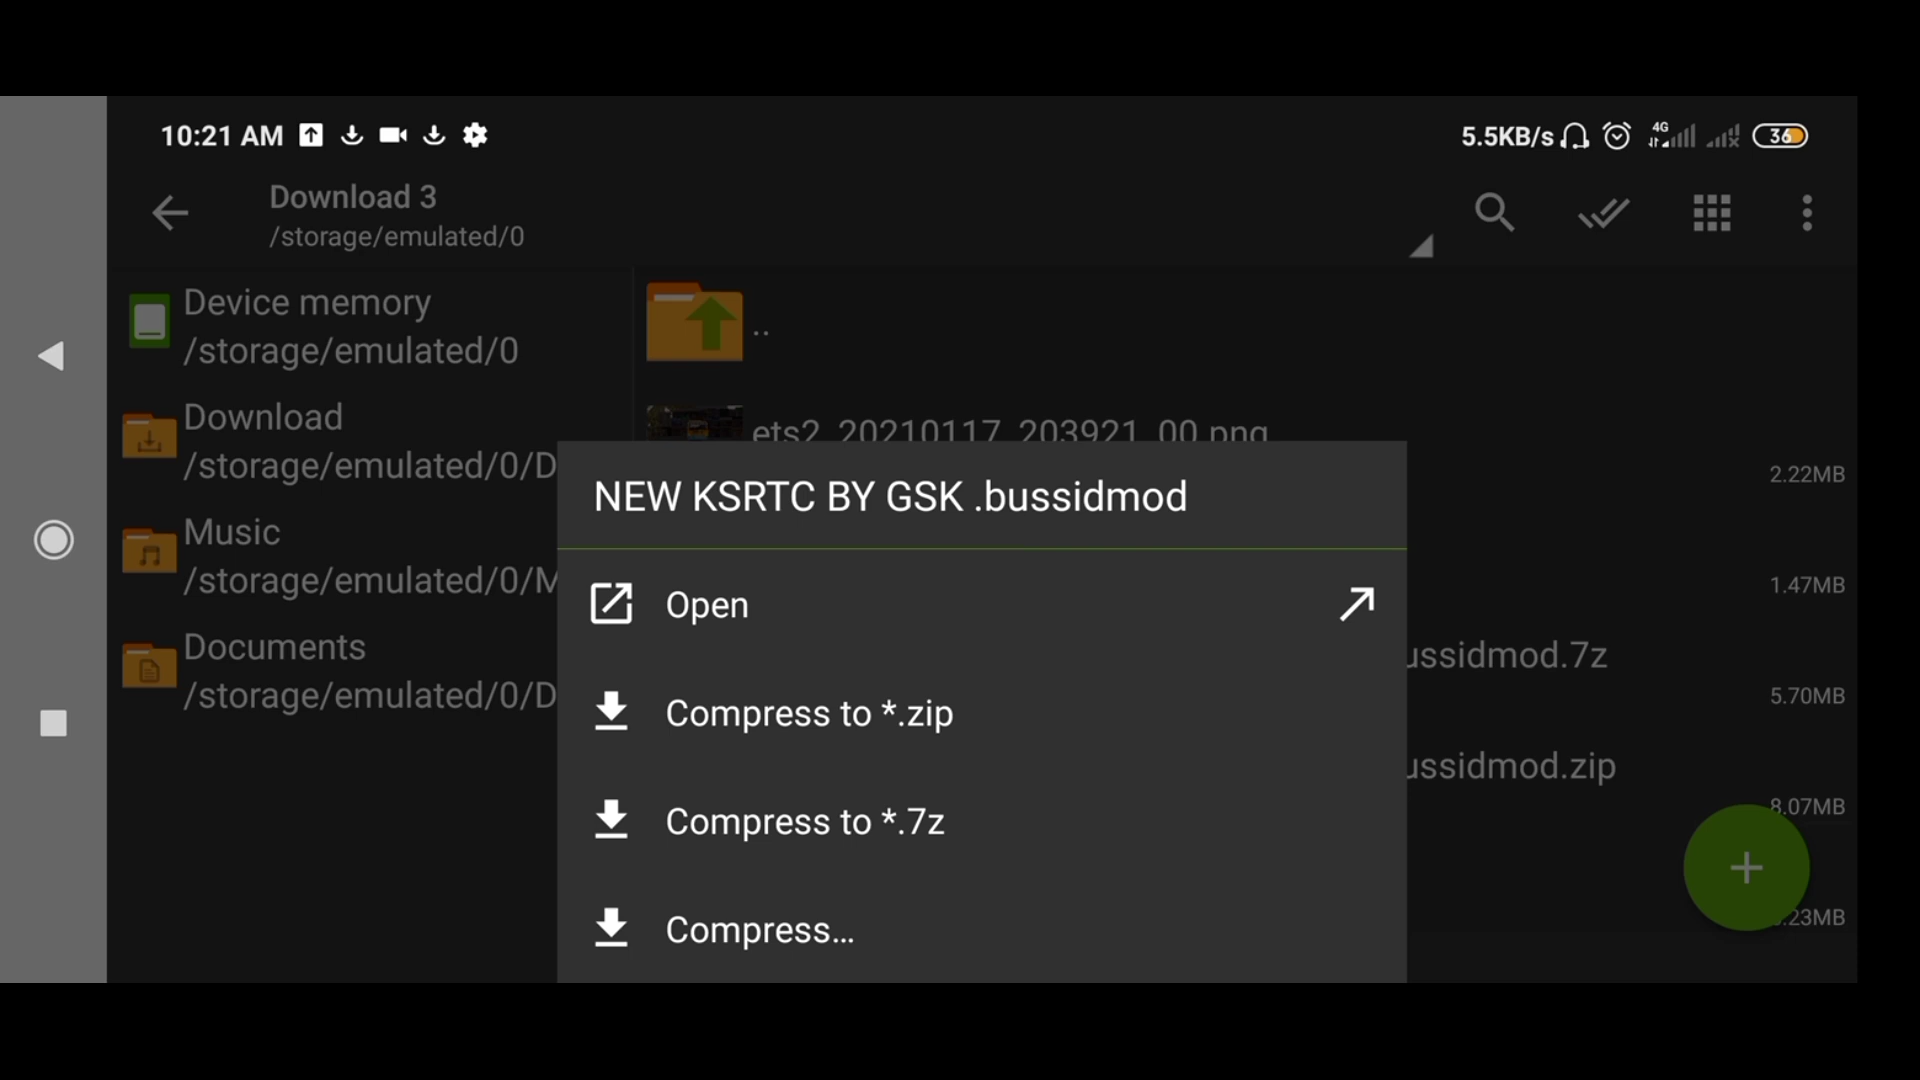 10:21 AM
5.5KB/s
4G
36
Download 3
/storage/emulated/0
Device memory
/storage/emulated/0
Download
/storage/emulated/0/D
Music
/storage/emulated/0/M
Documents
/storage/emulated/0/D
..
ets2_20210117_203921_00.png
2.22MB
1.47MB
ussidmod.7z
5.70MB
ussidmod.zip
8.07MB
.23MB
NEW KSRTC BY GSK .bussidmod
Open
Compress to *.zip
Compress to *.7z
Compress...